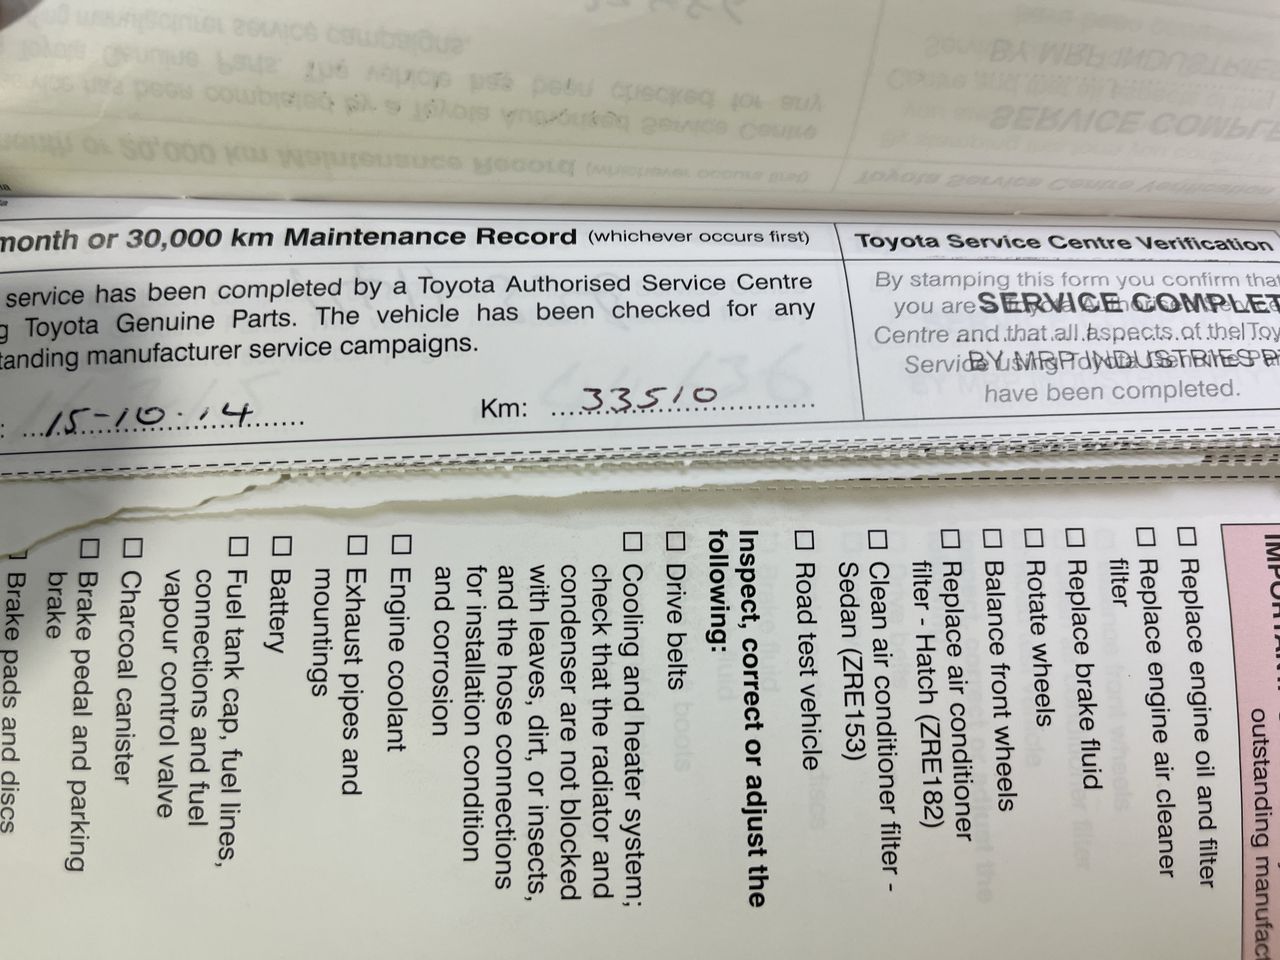 month or 30,000 km Maintenance Record (whichever occurs first)
service has been completed by a Toyota Authorised Service Centre
g Toyota Genuine Parts. The vehicle has been checked for any
tanding manufacturer service campaigns.
: 15-10-14 Km: 33510
Toyota Service Centre Verification
By stamping this form you confirm that
you are
SERVICE COMPLET
Centre and that all aspects of the Toy
Service using Toyota
BY MRP INDUSTRIES P
have been completed.
IMPORTAN
outstanding manufact
☐ Replace engine oil and filter
☐ Replace engine air cleaner
filter
☐ Replace brake fluid
☐ Rotate wheels
☐ Balance front wheels
☐ Replace air conditioner
filter - Hatch (ZRE182)
☐ Clean air conditioner filter -
Sedan (ZRE153)
☐ Road test vehicle
Inspect, correct or adjust the
following:
☐ Drive belts
☐ Cooling and heater system;
check that the radiator and
condenser are not blocked
with leaves, dirt, or insects,
and the hose connections
for installation condition
and corrosion
☐ Engine coolant
☐ Exhaust pipes and
mountings
☐ Battery
☐ Fuel tank cap, fuel lines,
connections and fuel
vapour control valve
☐ Charcoal canister
☐ Brake pedal and parking
brake
☐ Brake pads and discs